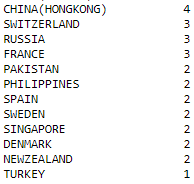 CHINA(HONGKONG) 4
SWITZERLAND 3
RUSSIA 3
FRANCE 3
PAKISTAN 2
PHILIPPINES 2
SPAIN 2
SWEDEN 2
SINGAPORE 2
DENMARK 2
NEWZEALAND 2
TURKEY 1